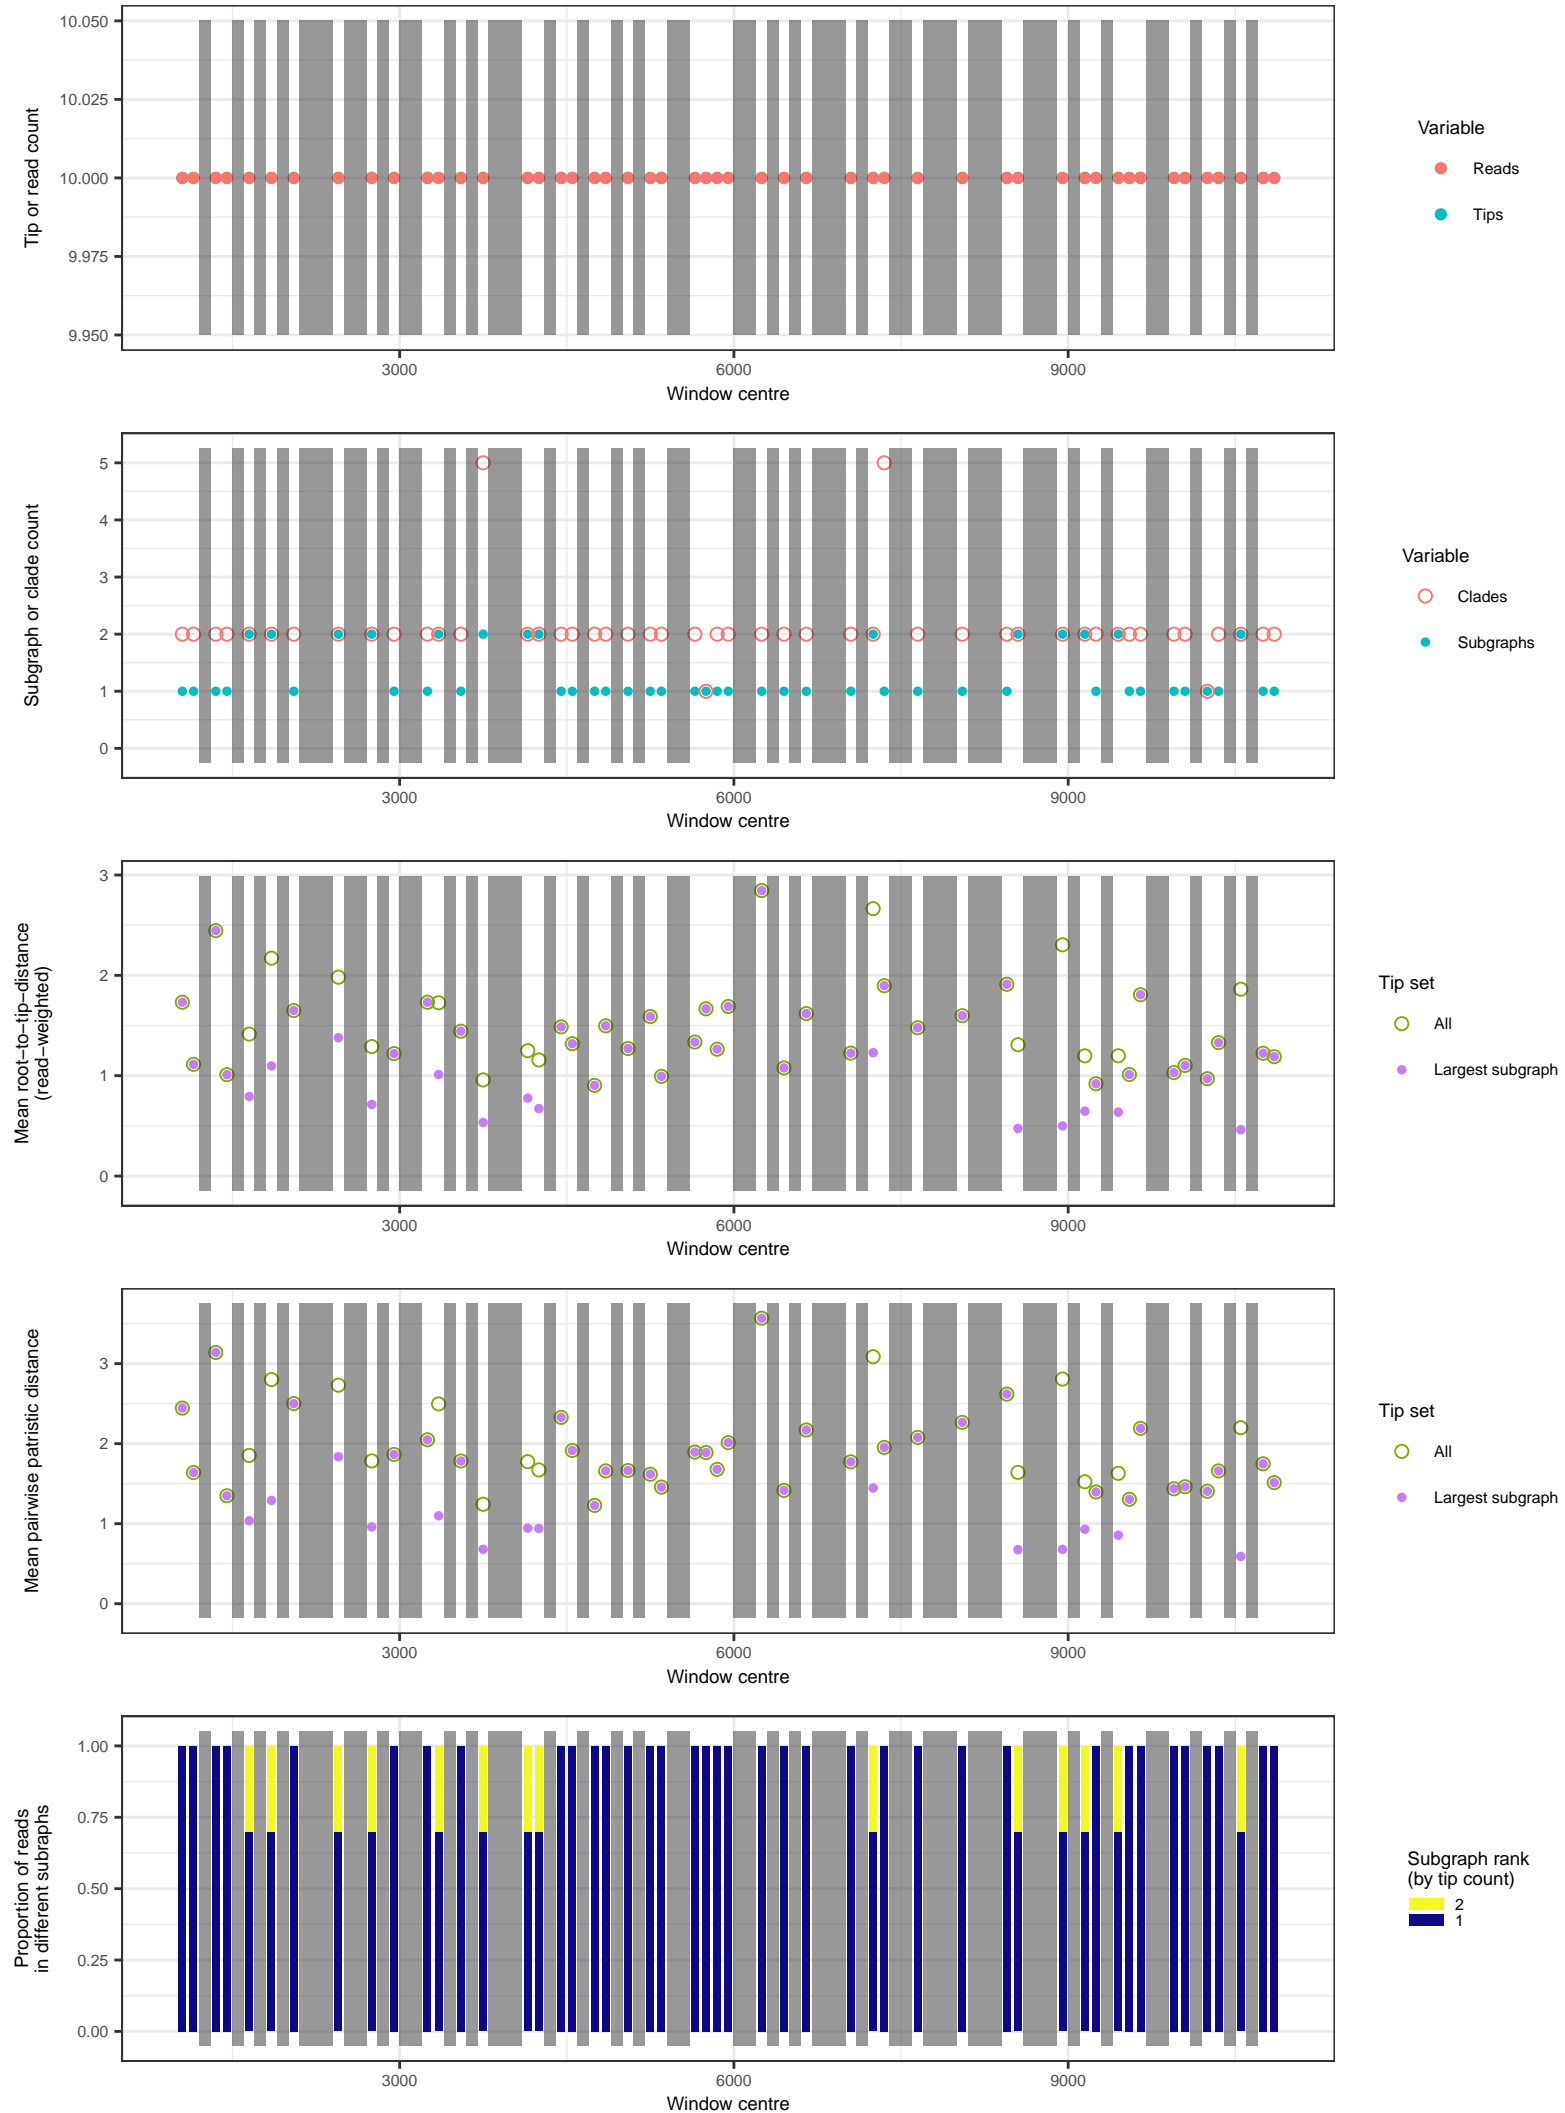 10.050
10.025
10.000
9.975
9.950
Tip or read count
3000 6000 9000
Window centre
Variable
Reads
Tips
5
4
3
2
1
0
Subgraph or clade count
3000 6000 9000
Window centre
Variable
Clades
Subgraphs
3
2
1
0
Mean root−to−tip−distance
(read−weighted)
3000 6000 9000
Window centre
Tip set
All
Largest subgraph
3
2
1
0
Mean pairwise patristic distance
3000 6000 9000
Window centre
Tip set
All
Largest subgraph
1.00
0.75
0.50
0.25
0.00
Proportion of reads
in different subraphs
3000 6000 9000
Window centre
Subgraph rank
(by tip count)
2
1